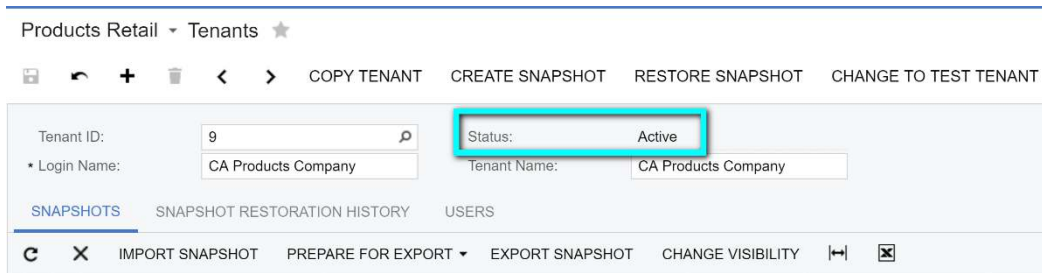 Products Retail Tenants
COPY TENANT CREATE SNAPSHOT RESTORE SNAPSHOT CHANGE TO TEST TENANT
Tenant ID: 9 Status: Active
* Login Name: CA Products Company Tenant Name: CA Products Company
SNAPSHOTS SNAPSHOT RESTORATION HISTORY USERS
IMPORT SNAPSHOT PREPARE FOR EXPORT EXPORT SNAPSHOT CHANGE VISIBILITY